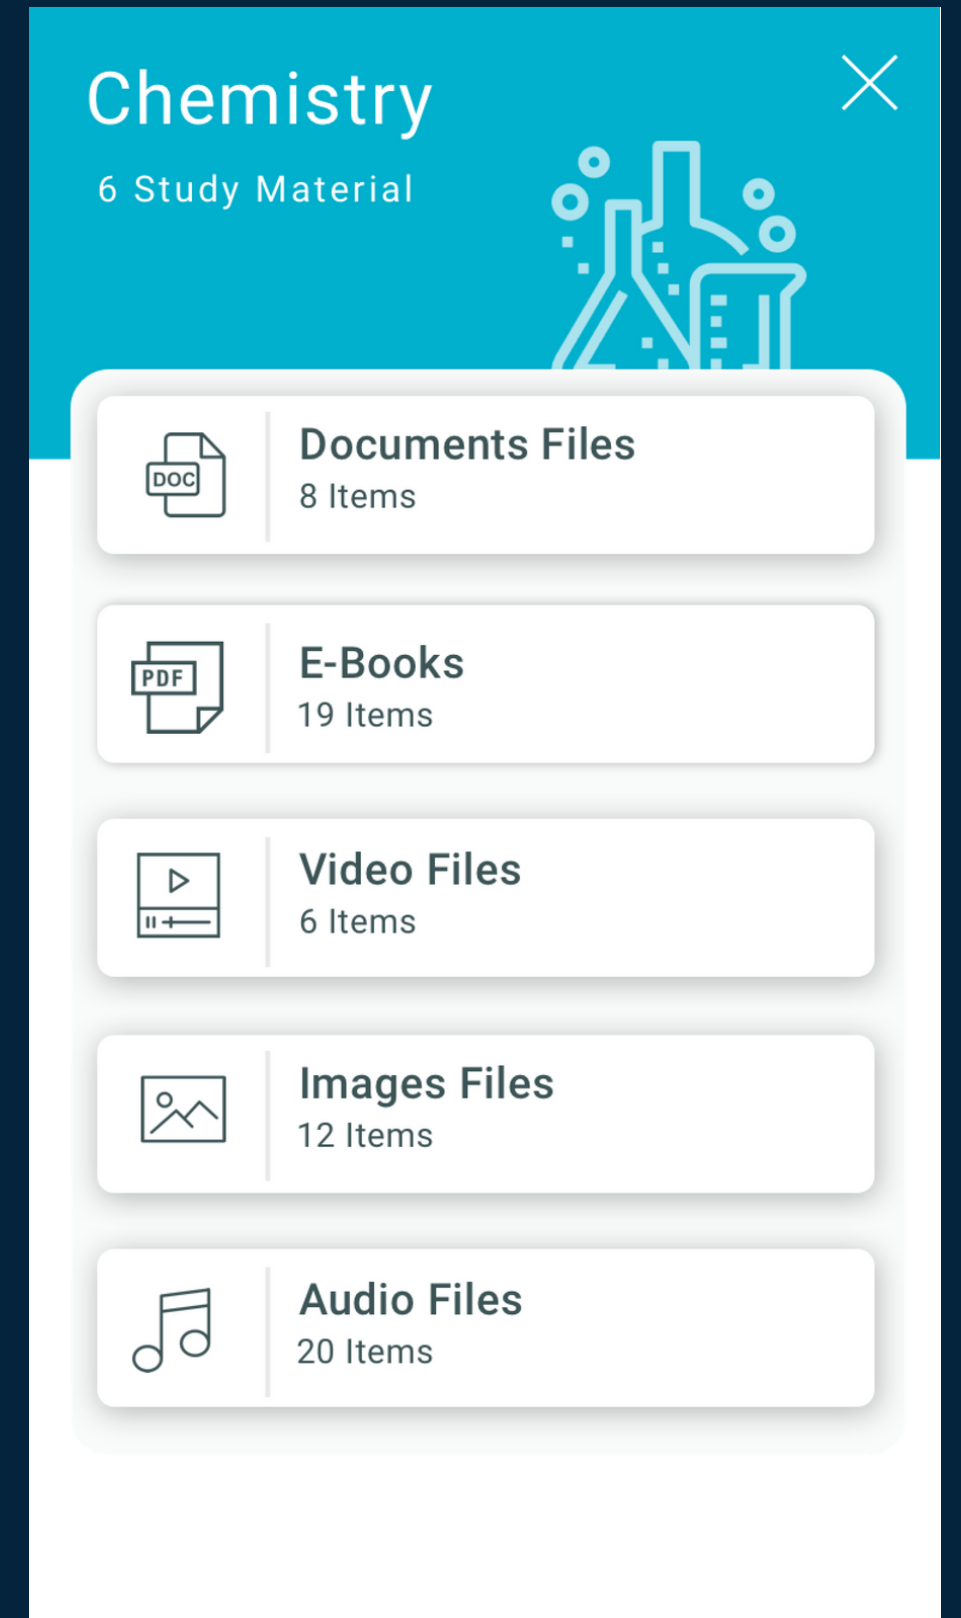 Chemistry
6 Study Material
DOC
Documents Files
8 Items
PDF
E-Books
19 Items
Video Files
6 Items
Images Files
12 Items
Audio Files
20 Items